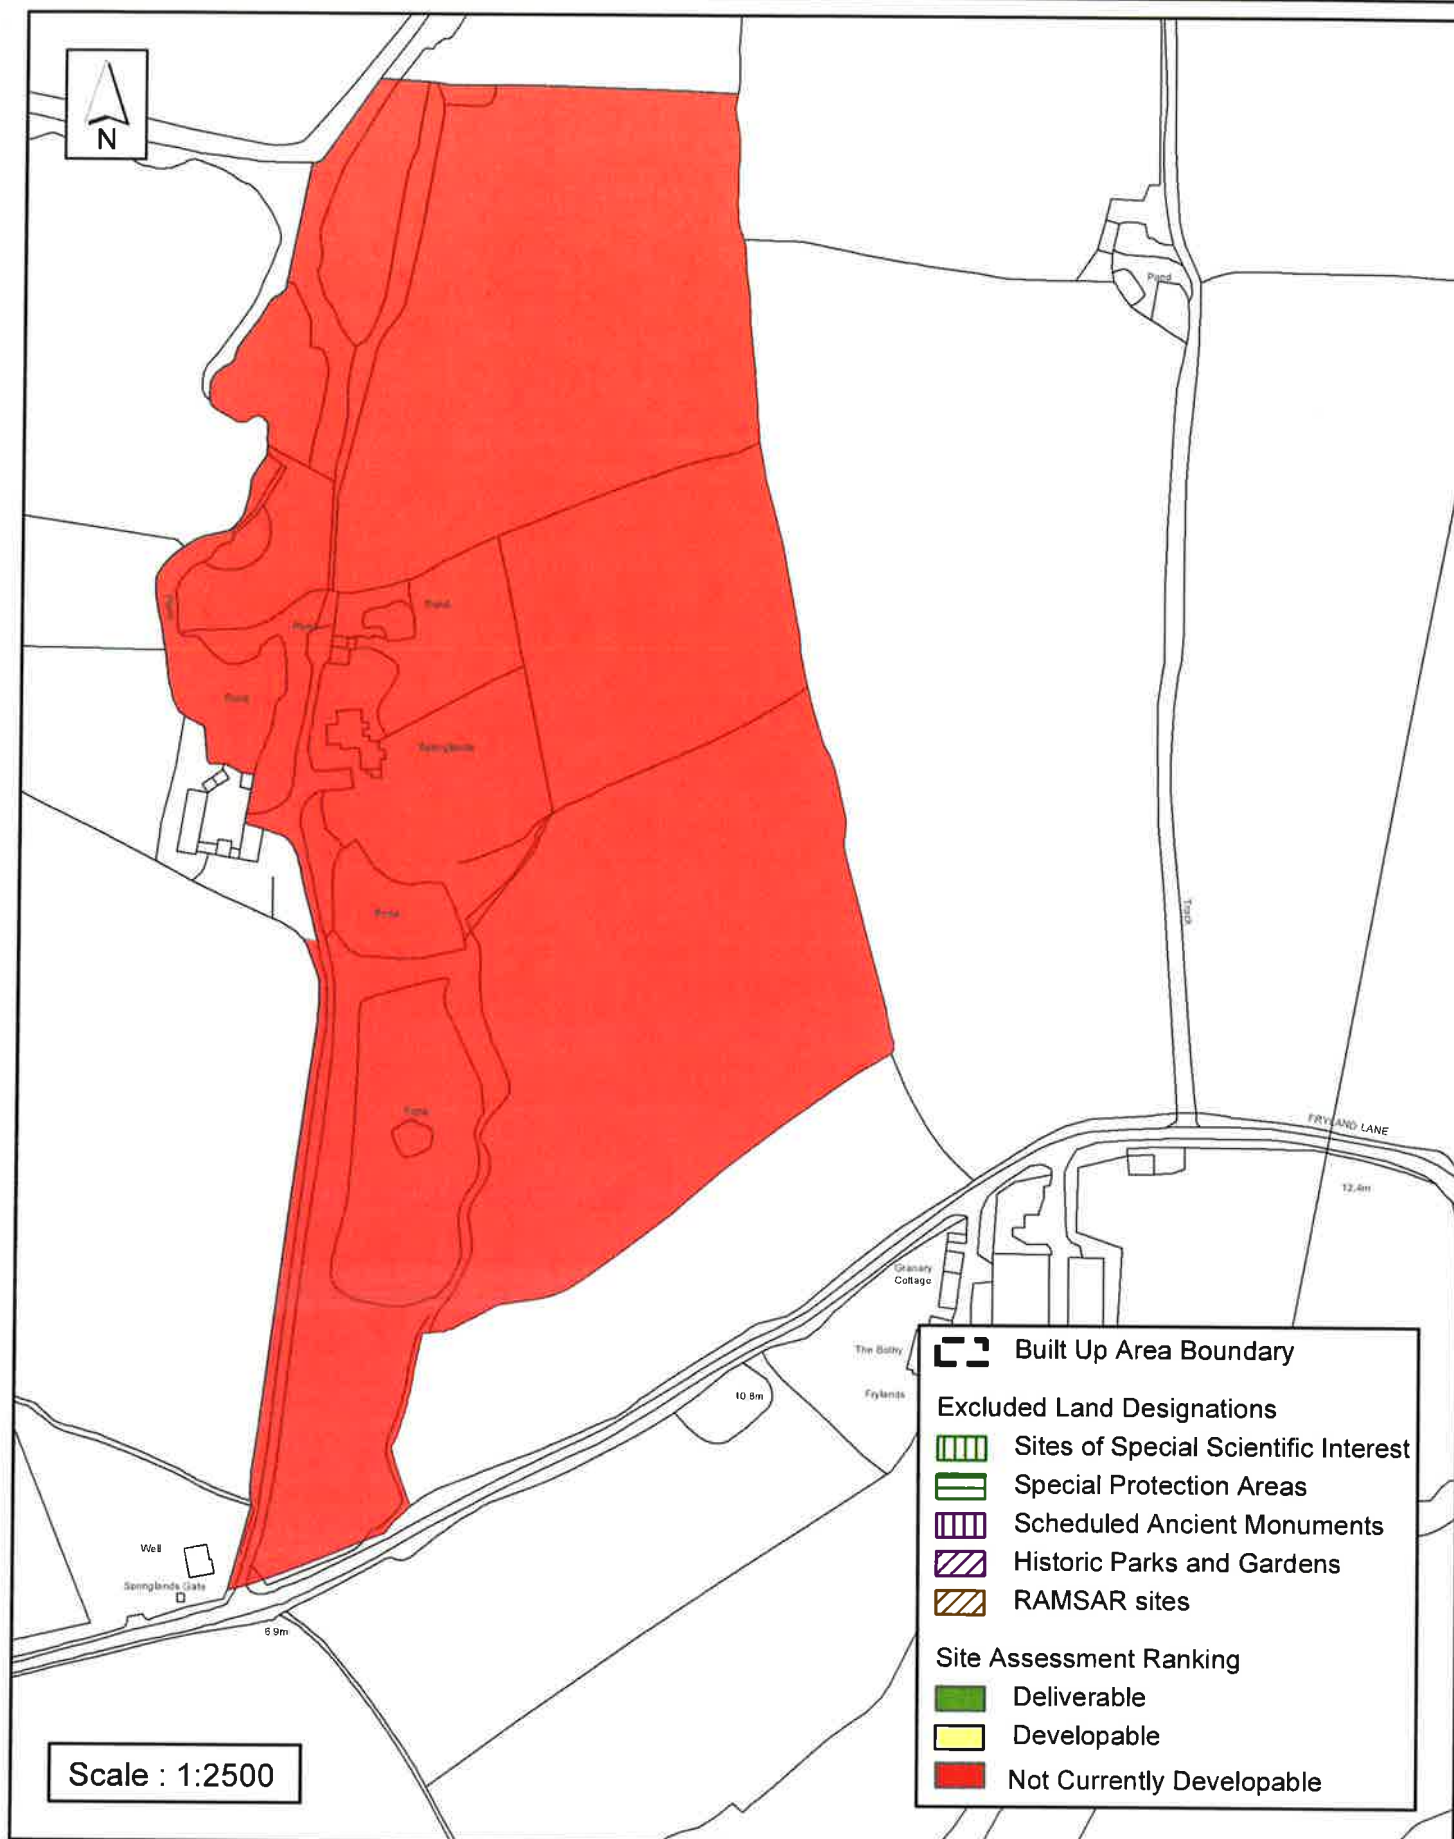 N
Pond
Pond
Pond
Pond
Springlands
Pond
Track
FRYLAND LANE
12.4m
Granary
Cottage
The Bothy
Frylands
10.8m
Well
Springlands Gate
6.9m
Built Up Area Boundary
Excluded Land Designations
Sites of Special Scientific Interest
Special Protection Areas
Scheduled Ancient Monuments
Historic Parks and Gardens
RAMSAR sites
Site Assessment Ranking
Deliverable
Developable
Not Currently Developable
Scale : 1:2500